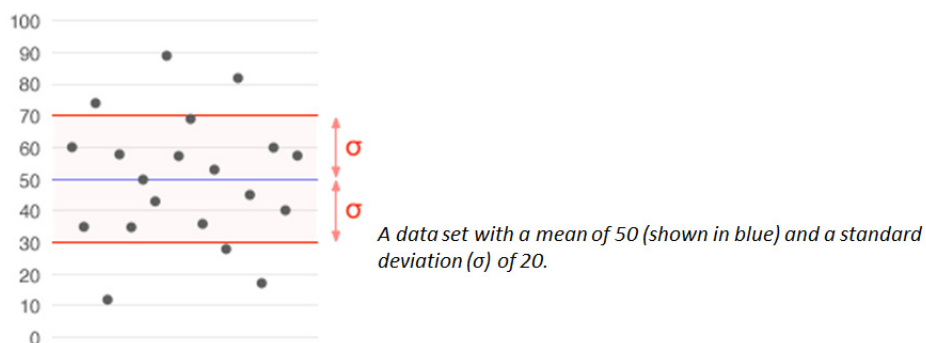 100
90
80
70
60
50
40
30
20
10
0
σ
σ
A data set with a mean of 50 (shown in blue) and a standard
deviation (σ) of 20.